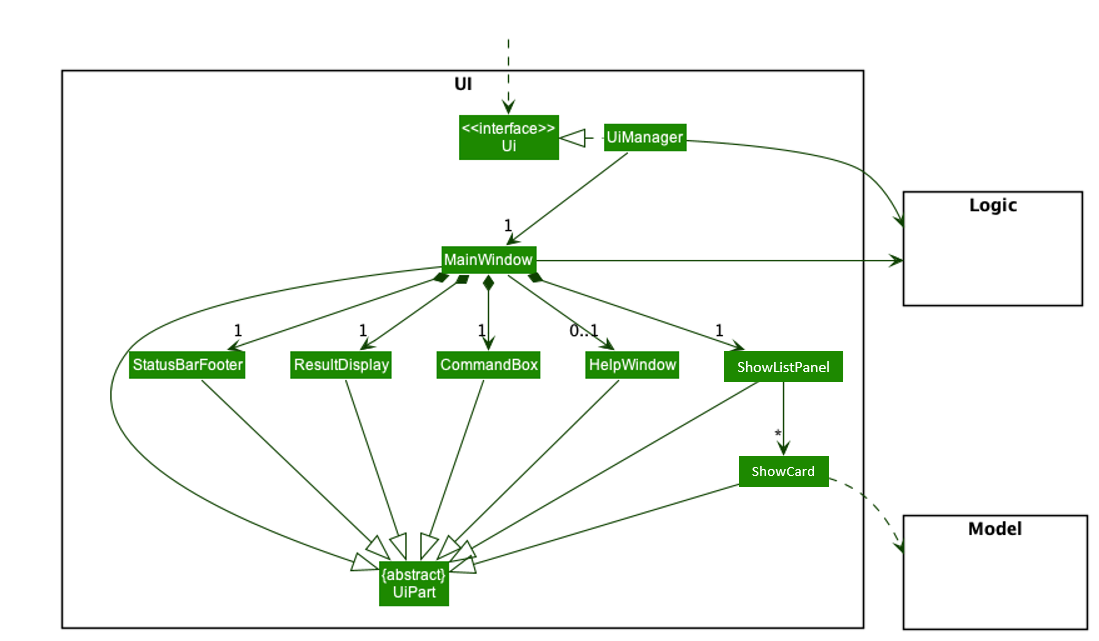 UI
<<interface>>
Ui
UiManager
Logic
1
MainWindow
1
1
1
0..1
1
StatusBarFooter
ResultDisplay
CommandBox
HelpWindow
ShowListPanel
*
ShowCard
Model
{abstract}
UiPart